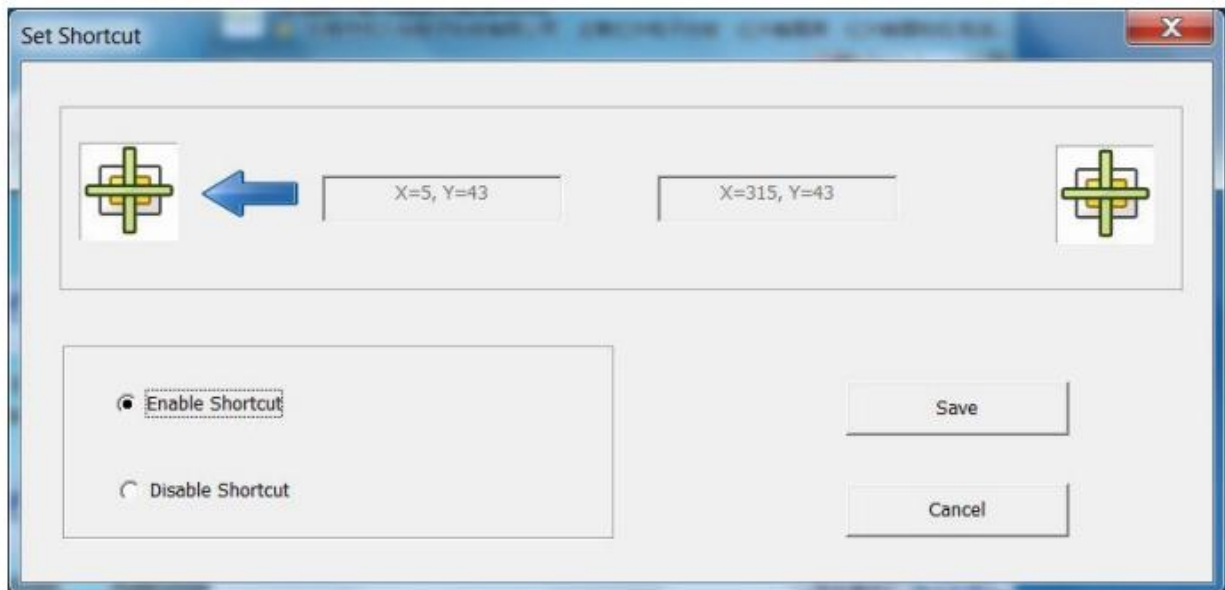 Set Shortcut
X
X=5, Y=43
X=315, Y=43
Enable Shortcut
Save
Disable Shortcut
Cancel